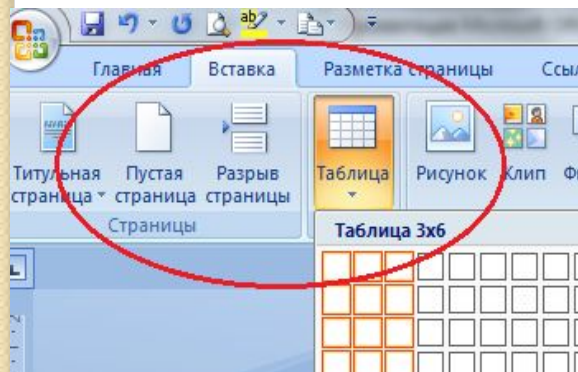 Главная Вставка Разметка страницы
Титульная страница Пустая страница Разрыв страницы Таблица Рисунок Клип
Страницы
Таблица 3x6